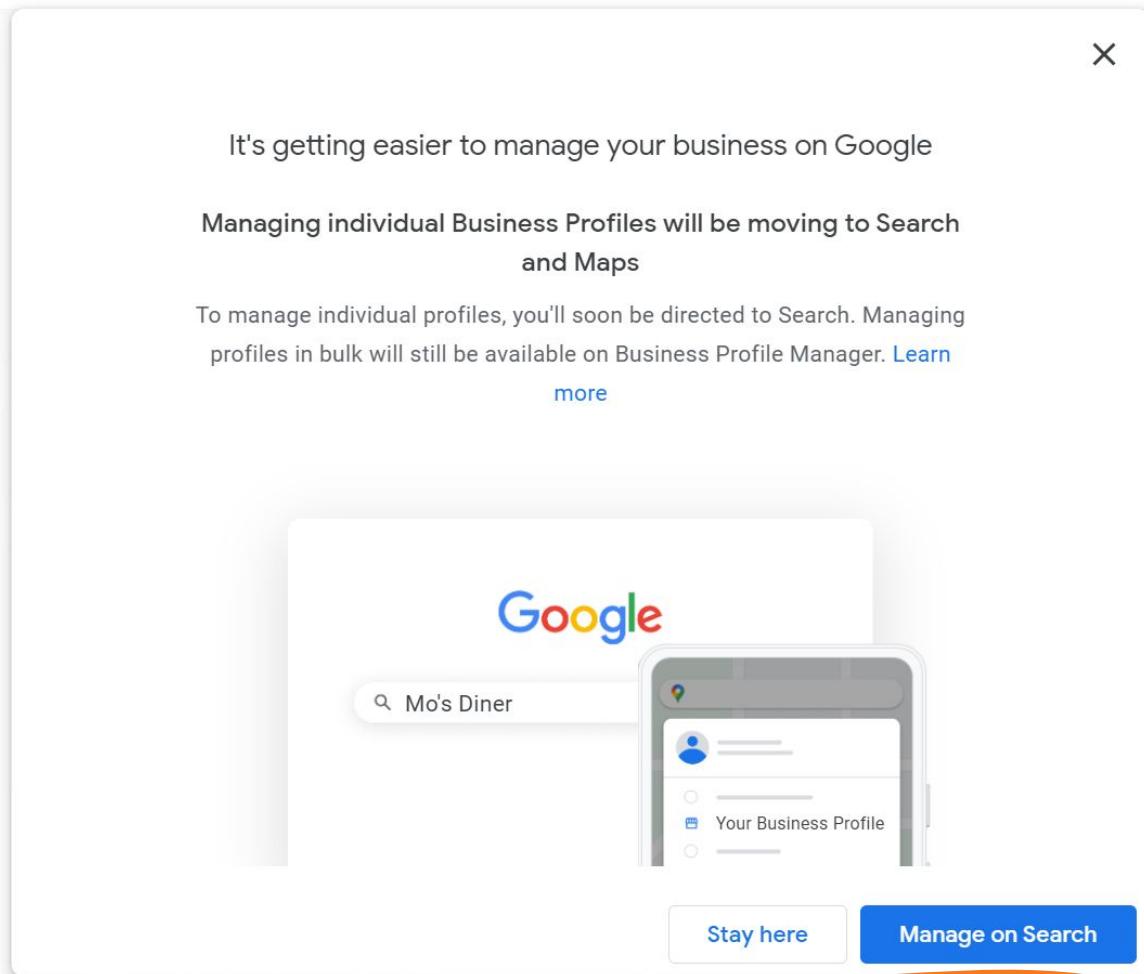 It's getting easier to manage your business on Google
Managing individual Business Profiles will be moving to Search
and Maps
To manage individual profiles, you'll soon be directed to Search. Managing
profiles in bulk will still be available on Business Profile Manager. Learn
more
Google
Mo's Diner
Your Business Profile
Stay here
Manage on Search